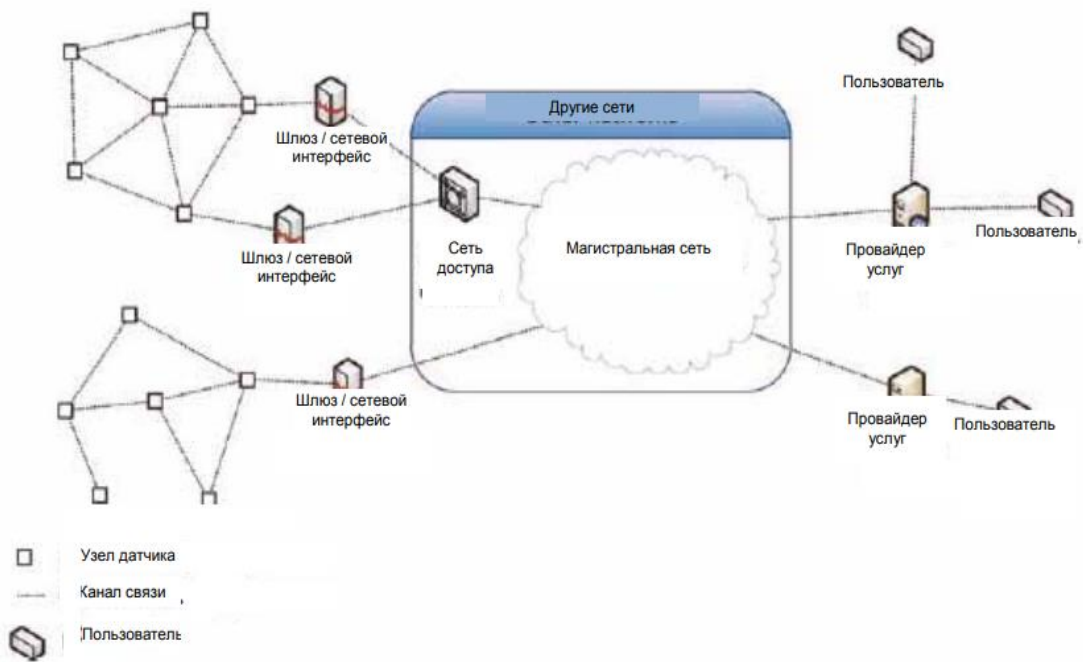 Пользователь
Другие сети
Шлюз / сетевой
интерфейс
Шлюз / сетевой
интерфейс
Сеть
доступа
Магистральная сеть
Пользователь
Провайдер
услуг
Шлюз / сетевой
интерфейс
Провайдер
услуг
Пользователь
Узел датчика
Канал связи
Пользователь